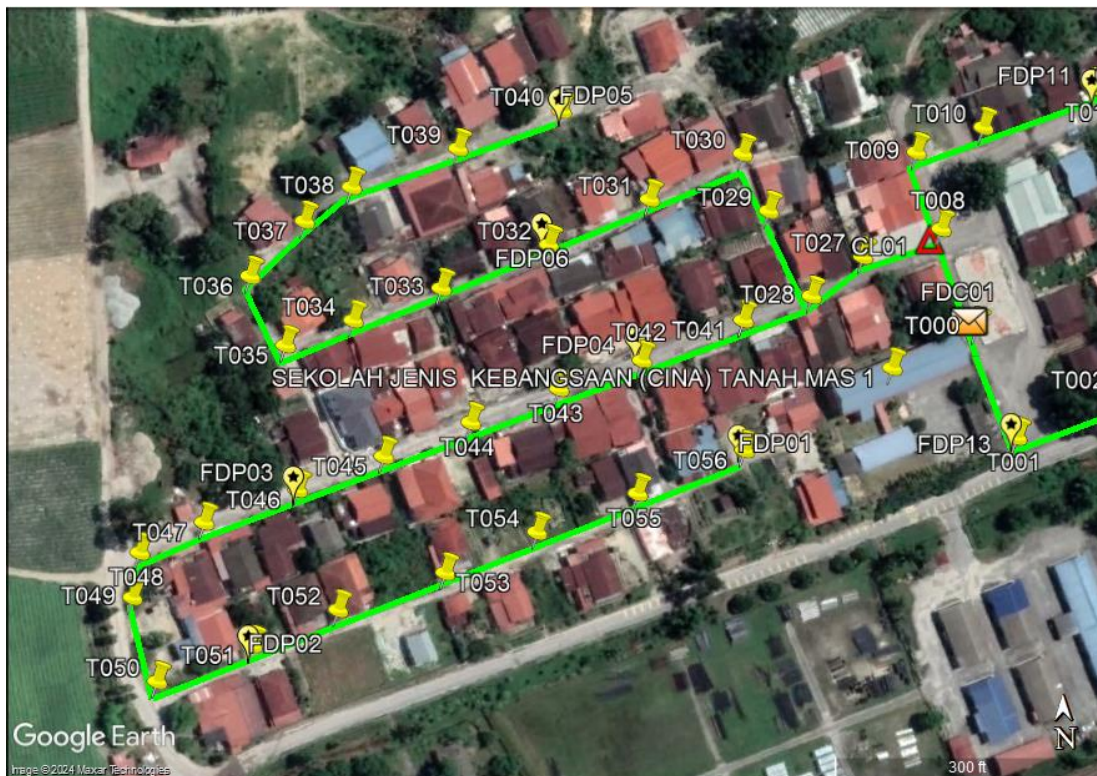 FDP11
T040
FDP05
T010
T01
T039
T030
T009
T038
T031
T029
T008
T037
T032
T027
CL01
FDP06
T036
T033
T034
T028
FDC01
T000
T035
T042
T041
FDP04
SEKOLAH JENIS KEBANGSAAN (CINA) TANAH MAS 1
T002
T043
T044
FDP01
FDP13
T001
T045
T056
FDP03
T046
T054
T055
T047
T048
T053
T049
T052
T051
FDP02
T050
Google Earth
Image © 2024 Maxar Technologies
N
300 ft